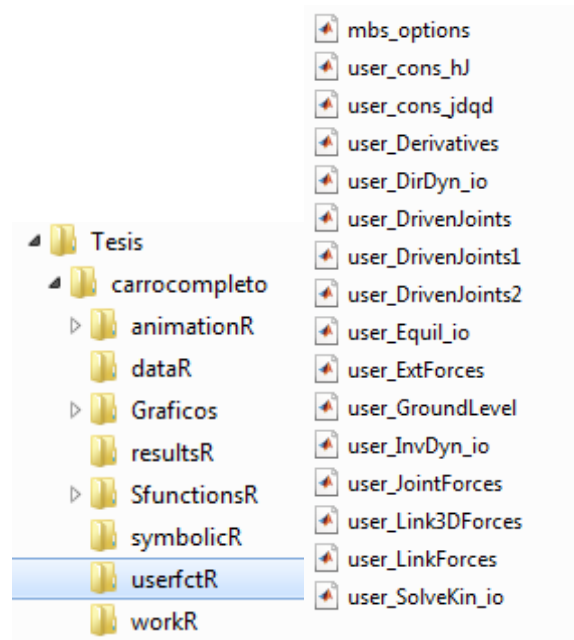 Tesis
carrocompleto
animationR
dataR
Graficos
resultsR
SfunctionsR
symbolicR
userfctR
workR
mbs_options
user_cons_hJ
user_cons_jdqd
user_Derivatives
user_DirDyn_io
user_DrivenJoints
user_DrivenJoints1
user_DrivenJoints2
user_Equil_io
user_ExtForces
user_GroundLevel
user_InvDyn_io
user_JointForces
user_Link3DForces
user_LinkForces
user_SolveKin_io